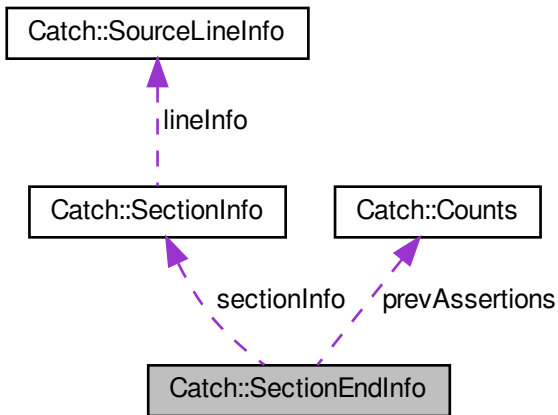 Catch::SourceLineInfo
lineInfo
Catch::SectionInfo
Catch::Counts
sectionInfo
prevAssertions
Catch::SectionEndInfo